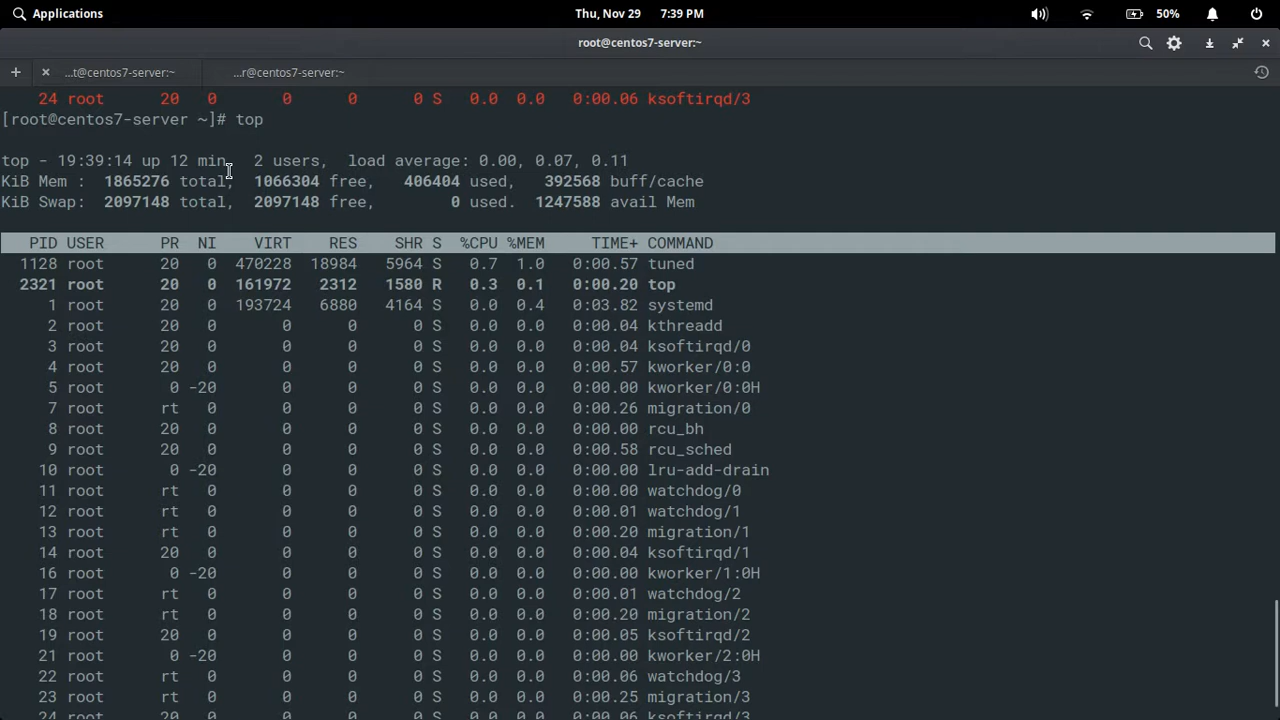 Applications
Thu, Nov 29 7:39 PM
50%
root@centos7-server:~
...t@centos7-server:~ ...r@centos7-server:~
24 root 20 0 0 0 0 S 0.0 0.0 0:00.06 ksoftirqd/3
[root@centos7-server ~]# top
top - 19:39:14 up 12 min, 2 users, load average: 0.00, 0.07, 0.11
KiB Mem : 1865276 total, 1066304 free, 406404 used, 392568 buff/cache
KiB Swap: 2097148 total, 2097148 free, 0 used. 1247588 avail Mem
PID USER PR NI VIRT RES SHR S %CPU %MEM TIME+ COMMAND
1128 root 20 0 470228 18984 5964 S 0.7 1.0 0:00.57 tuned
2321 root 20 0 161972 2312 1580 R 0.3 0.1 0:00.20 top
1 root 20 0 193724 6880 4164 S 0.0 0.4 0:03.82 systemd
2 root 20 0 0 0 0 S 0.0 0.0 0:00.04 kthreadd
3 root 20 0 0 0 0 S 0.0 0.0 0:00.04 ksoftirqd/0
4 root 20 0 0 0 0 S 0.0 0.0 0:00.57 kworker/0:0
5 root 0 -20 0 0 0 S 0.0 0.0 0:00.00 kworker/0:0H
7 root rt 0 0 0 0 S 0.0 0.0 0:00.26 migration/0
8 root 20 0 0 0 0 S 0.0 0.0 0:00.00 rcu_bh
9 root 20 0 0 0 0 S 0.0 0.0 0:00.58 rcu_sched
10 root 0 -20 0 0 0 S 0.0 0.0 0:00.00 lru-add-drain
11 root rt 0 0 0 0 S 0.0 0.0 0:00.00 watchdog/0
12 root rt 0 0 0 0 S 0.0 0.0 0:00.01 watchdog/1
13 root rt 0 0 0 0 S 0.0 0.0 0:00.20 migration/1
14 root 20 0 0 0 0 S 0.0 0.0 0:00.04 ksoftirqd/1
16 root 0 -20 0 0 0 S 0.0 0.0 0:00.00 kworker/1:0H
17 root rt 0 0 0 0 S 0.0 0.0 0:00.01 watchdog/2
18 root rt 0 0 0 0 S 0.0 0.0 0:00.20 migration/2
19 root 20 0 0 0 0 S 0.0 0.0 0:00.05 ksoftirqd/2
21 root 0 -20 0 0 0 S 0.0 0.0 0:00.00 kworker/2:0H
22 root rt 0 0 0 0 S 0.0 0.0 0:00.06 watchdog/3
23 root rt 0 0 0 0 S 0.0 0.0 0:00.25 migration/3
24 root 20 0 0 0 0 S 0.0 0.0 0:00.06 ksoftirqd/3